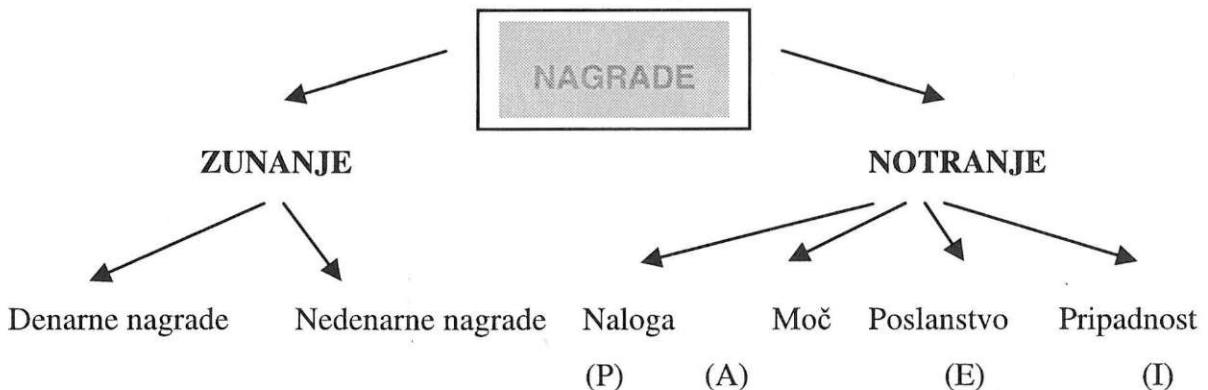 NAGRADE
ZUNANJE NOTRANJE
Denarne nagrade Nedenarne nagrade Naloga Moč Poslanstvo Pripadnost
(P) (A) (E) (I)